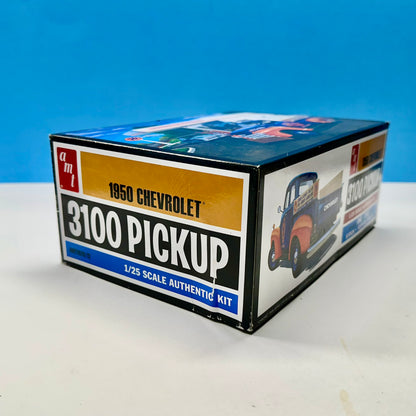 amt
1950 CHEVROLET
3100 PICKUP
1/25 SCALE AUTHENTIC KIT
amt
3100 PICKUP